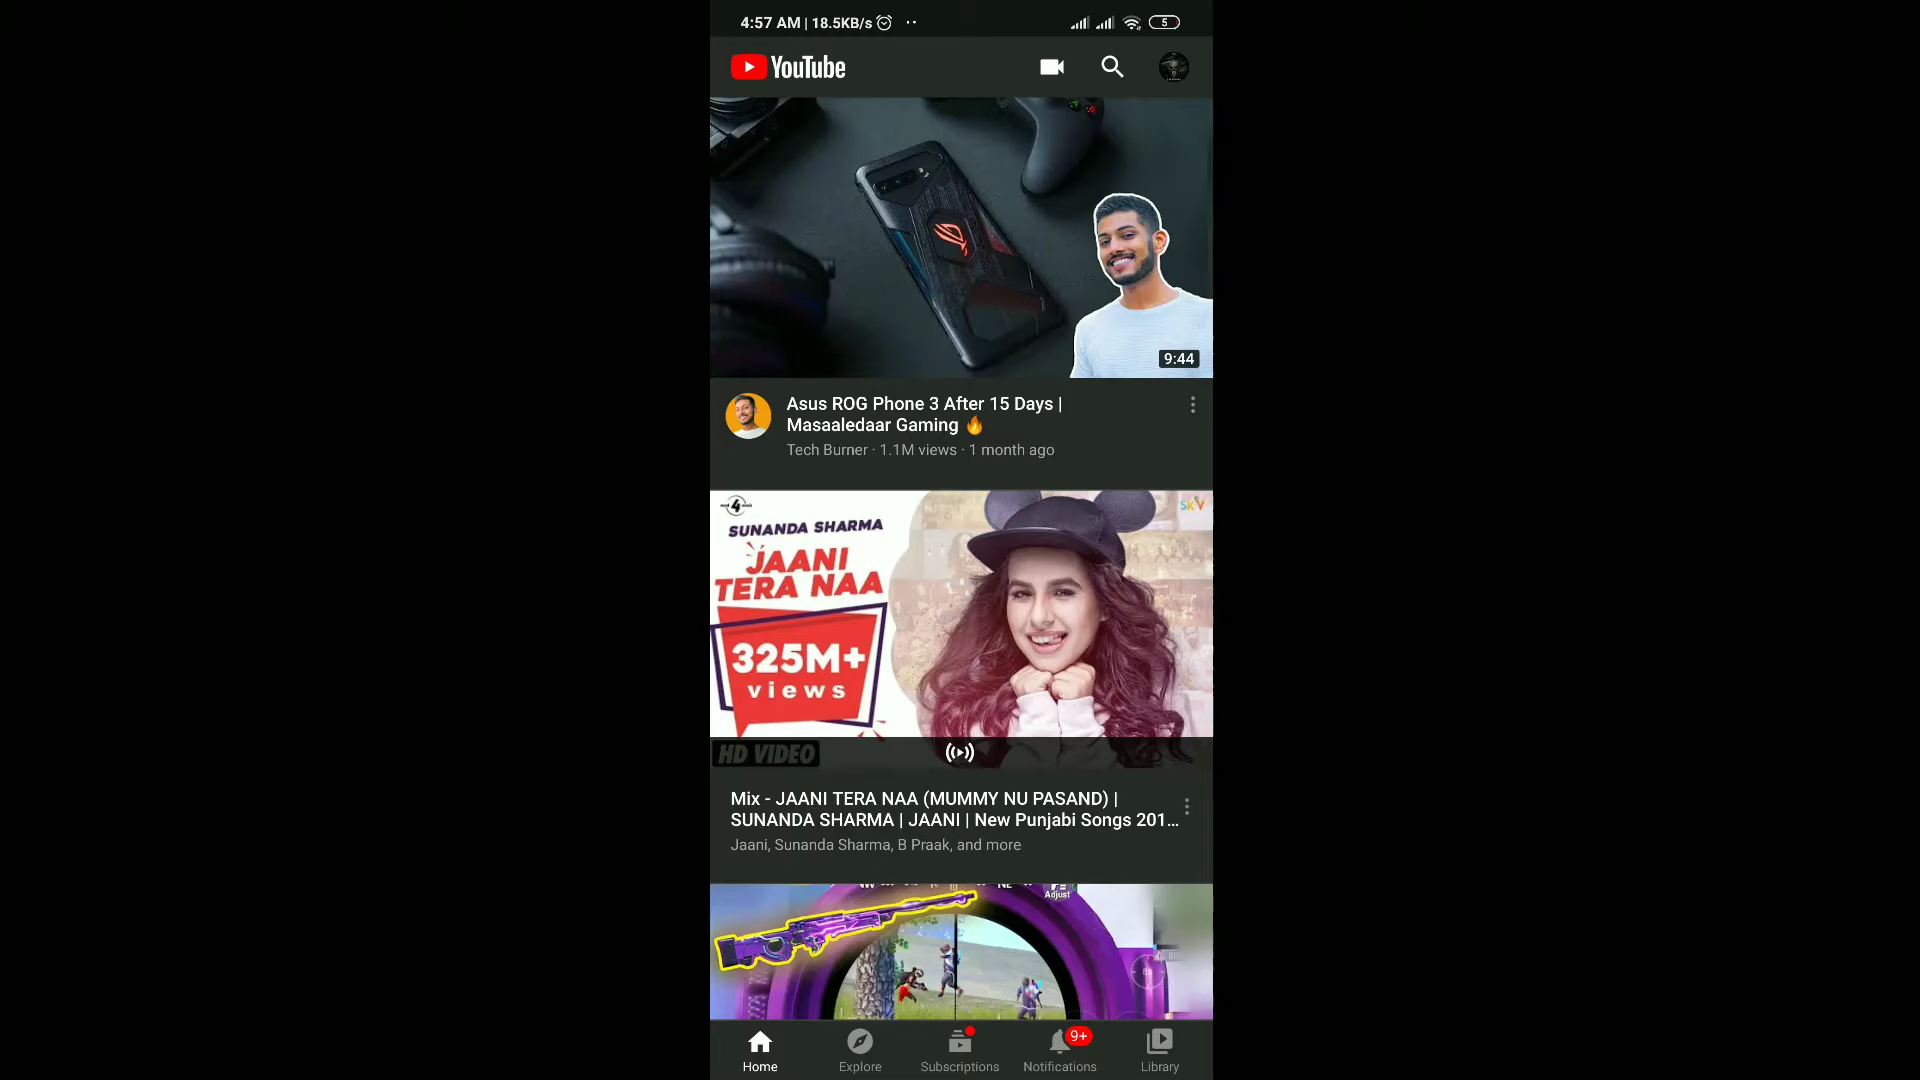 4:57 AM | 18.5KB/s
5
YouTube
9:44
Asus ROG Phone 3 After 15 Days |
Masaaledaar Gaming 🔥
Tech Burner · 1.1M views · 1 month ago
4
SKV
SUNANDA SHARMA
JAANI
TERA NAA
325M+
views
HD VIDEO
Mix - JAANI TERA NAA (MUMMY NU PASAND) |
SUNANDA SHARMA | JAANI | New Punjabi Songs 201...
Jaani, Sunanda Sharma, B Praak, and more
Adjust
9+
Home
Explore
Subscriptions
Notifications
Library